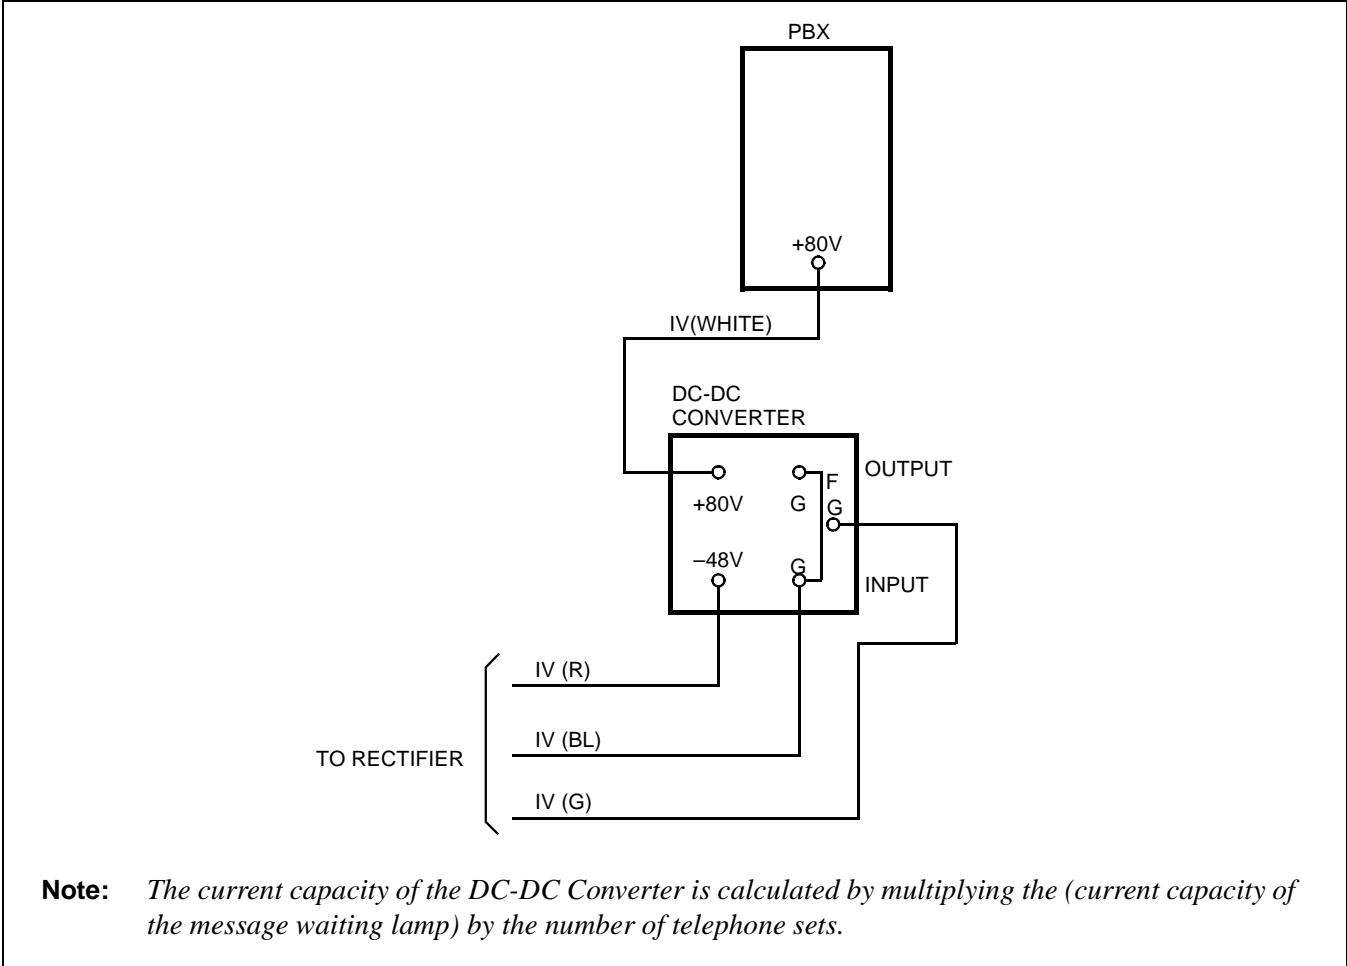 PBX
+80V
IV(WHITE)
DC-DC
CONVERTER
OUTPUT
F
+80V
G
G
–48V
G
INPUT
IV (R)
IV (BL)
TO RECTIFIER
IV (G)
Note: The current capacity of the DC-DC Converter is calculated by multiplying the (current capacity of
the message waiting lamp) by the number of telephone sets.